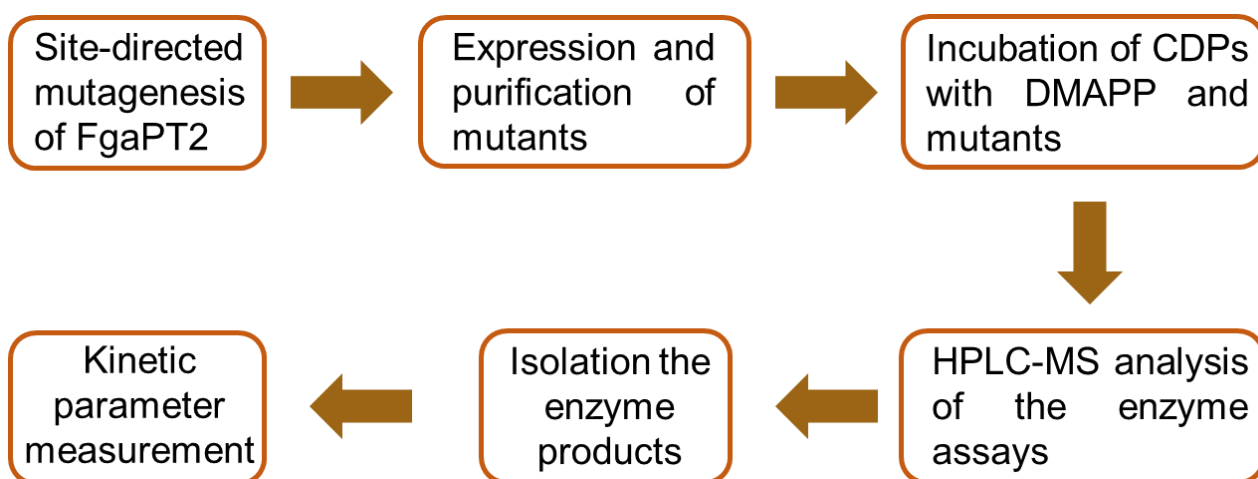 Site-directed
mutagenesis
of FgaPT2
Expression and
purification of
mutants
Incubation of CDPs
with DMAPP and
mutants
HPLC-MS analysis
of the enzyme
assays
Isolation the
enzyme
products
Kinetic
parameter
measurement